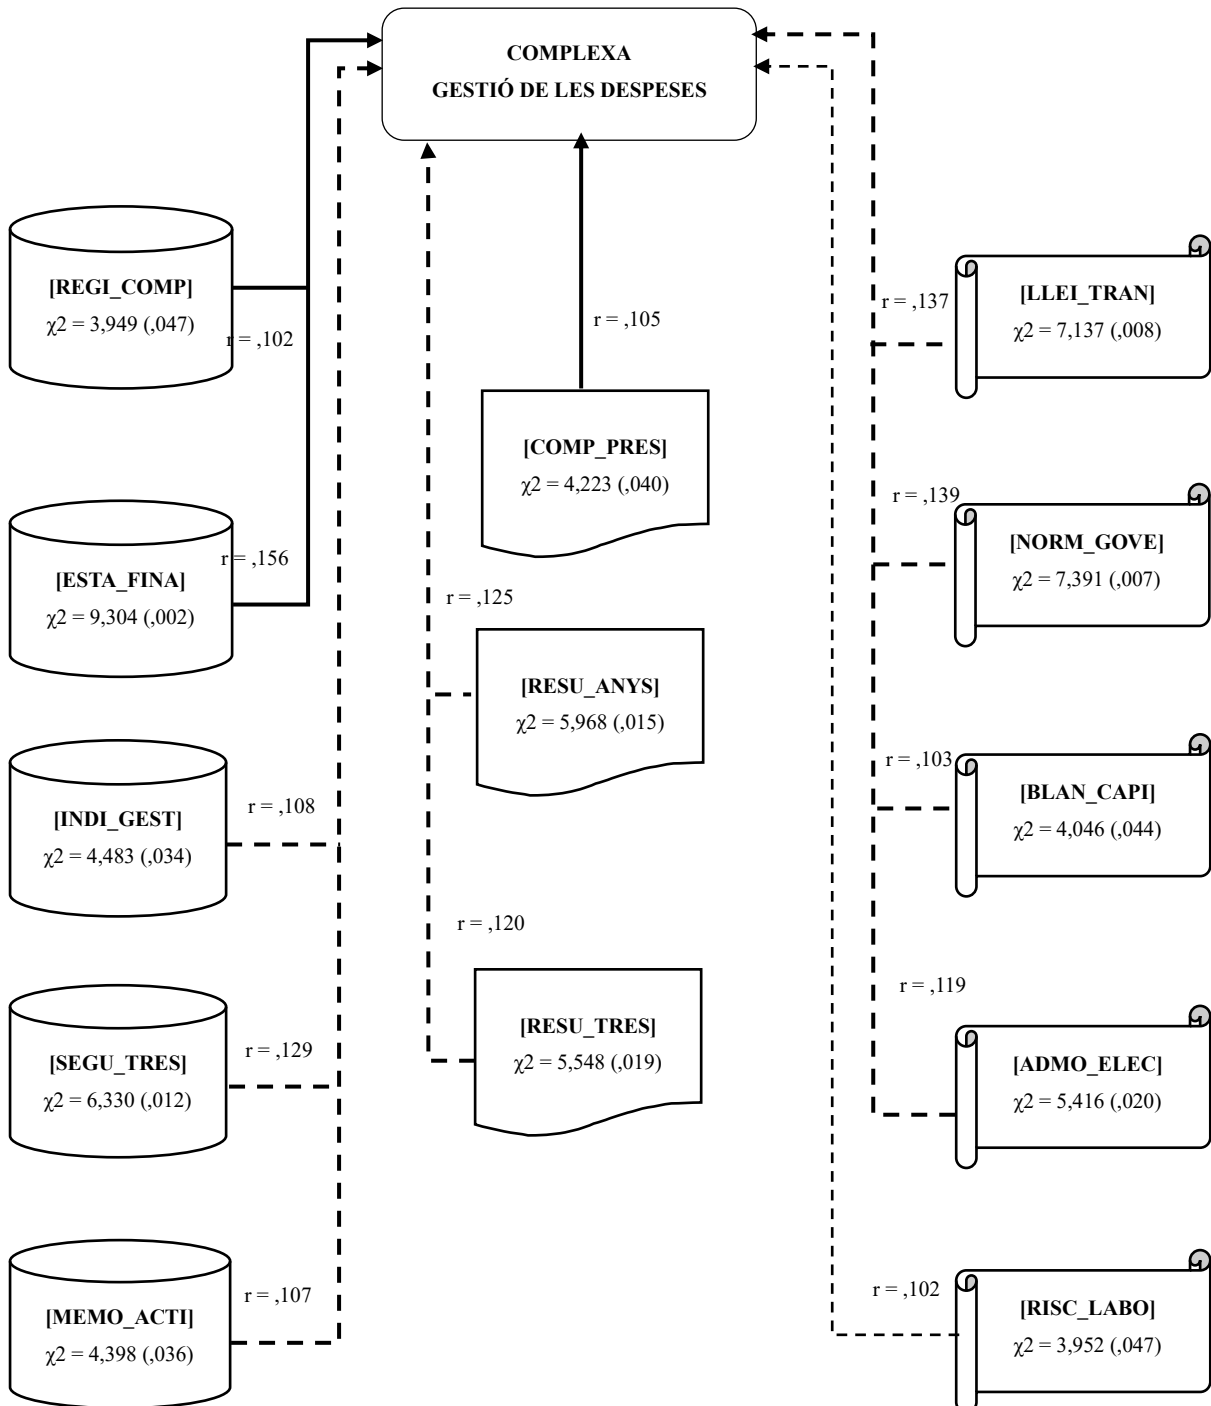 COMPLEXA
GESTIÓ DE LES DESPESES
[REGI_COMP]
χ2 = 3,949 (,047)
r = ,102
[ESTA_FINA]
χ2 = 9,304 (,002)
r = ,156
[INDI_GEST]
χ2 = 4,483 (,034)
r = ,108
[SEGU_TRES]
χ2 = 6,330 (,012)
r = ,129
[MEMO_ACTI]
χ2 = 4,398 (,036)
r = ,107
r = ,105
[COMP_PRES]
χ2 = 4,223 (,040)
r = ,125
[RESU_ANYS]
χ2 = 5,968 (,015)
r = ,120
[RESU_TRES]
χ2 = 5,548 (,019)
r = ,137
[LLEI_TRAN]
χ2 = 7,137 (,008)
r = ,139
[NORM_GOVE]
χ2 = 7,391 (,007)
r = ,103
[BLAN_CAPI]
χ2 = 4,046 (,044)
r = ,119
[ADMO_ELEC]
χ2 = 5,416 (,020)
r = ,102
[RISC_LABO]
χ2 = 3,952 (,047)